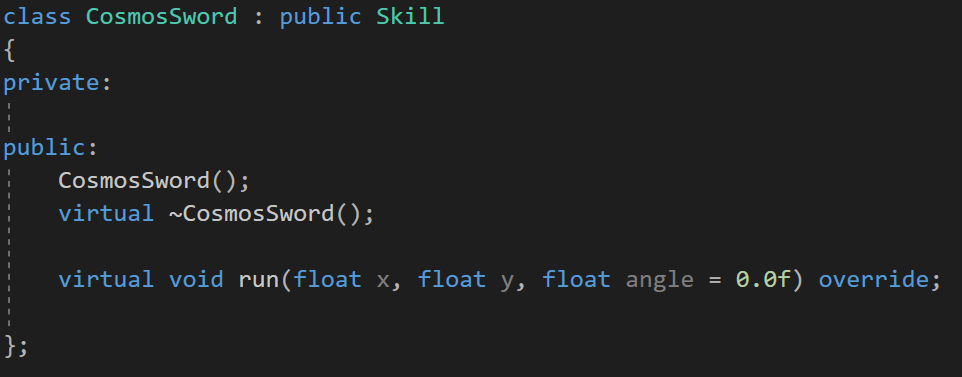 class CosmosSword : public Skill
{
private:
public:
CosmosSword();
virtual ~CosmosSword();
virtual void run(float x, float y, float angle = 0.0f) override;
};